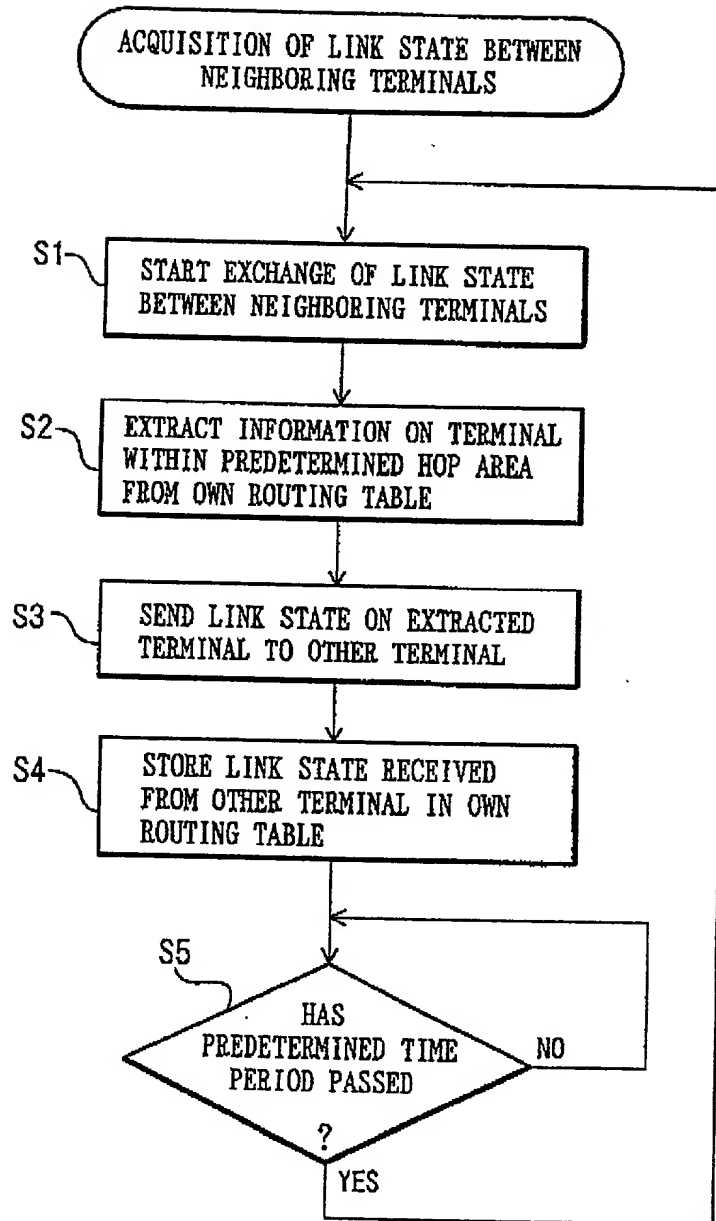 ACQUISITION OF LINK STATE BETWEEN
NEIGHBORING TERMINALS
S1
START EXCHANGE OF LINK STATE
BETWEEN NEIGHBORING TERMINALS
S2
EXTRACT INFORMATION ON TERMINAL
WITHIN PREDETERMINED HOP AREA
FROM OWN ROUTING TABLE
S3
SEND LINK STATE ON EXTRACTED
TERMINAL TO OTHER TERMINAL
S4
STORE LINK STATE RECEIVED
FROM OTHER TERMINAL IN OWN
ROUTING TABLE
S5
HAS
PREDETERMINED TIME
PERIOD PASSED
?
NO
YES